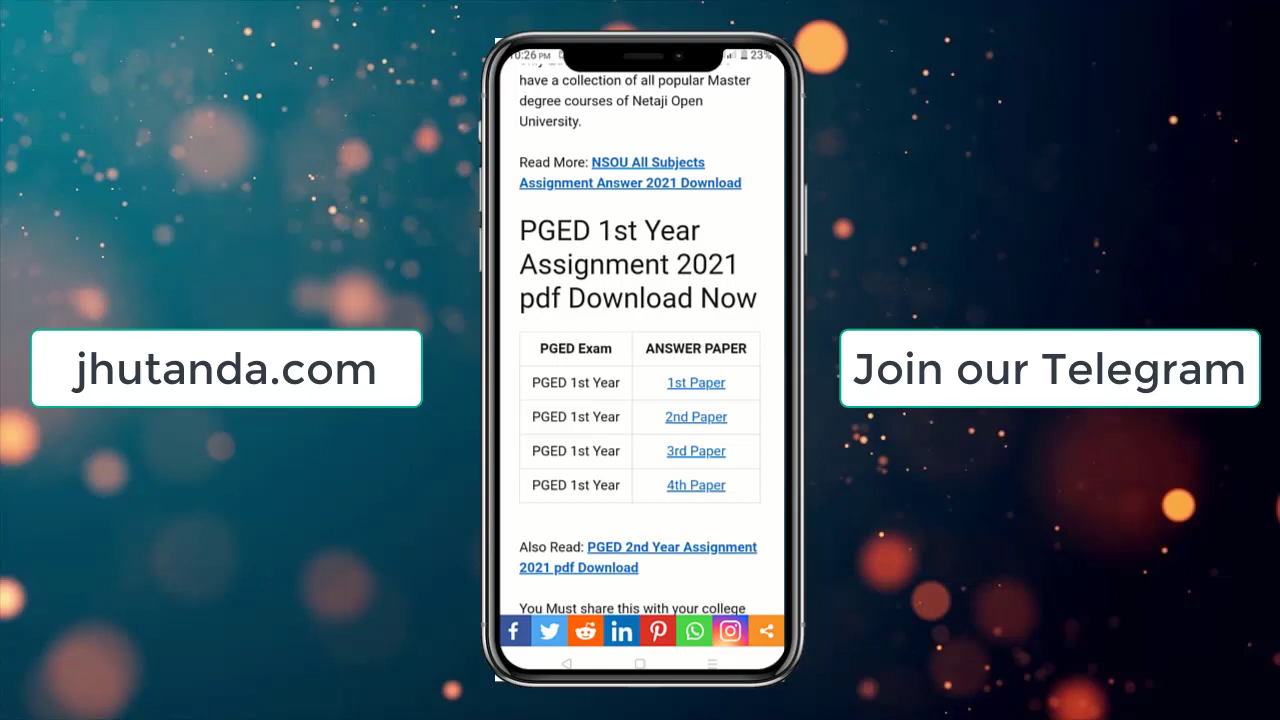 0:26 PM
23%
have a collection of all popular Master
degree courses of Netaji Open
University.
Read More: NSOU All Subjects
Assignment Answer 2021 Download
PGED 1st Year
Assignment 2021
pdf Download Now
PGED Exam ANSWER PAPER
PGED 1st Year 1st Paper
PGED 1st Year 2nd Paper
PGED 1st Year 3rd Paper
PGED 1st Year 4th Paper
Also Read: PGED 2nd Year Assignment
2021 pdf Download
You Must share this with your college
jhutanda.com
Join our Telegram